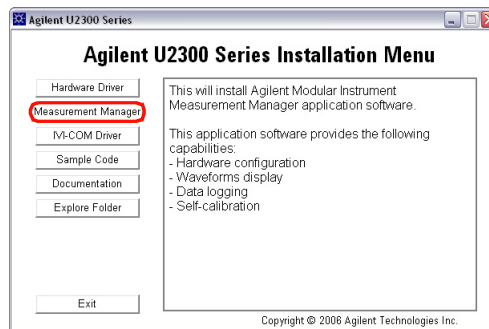 Agilent U2300 Series
Agilent U2300 Series Installation Menu
Hardware Driver
Measurement Manager
IVI-COM Driver
Sample Code
Documentation
Explore Folder
Exit
This will install Agilent Modular Instrument
Measurement Manager application software.
This application software provides the following
capabilities:
- Hardware configuration
- Waveforms display
- Data logging
- Self-calibration
Copyright © 2006 Agilent Technologies Inc.